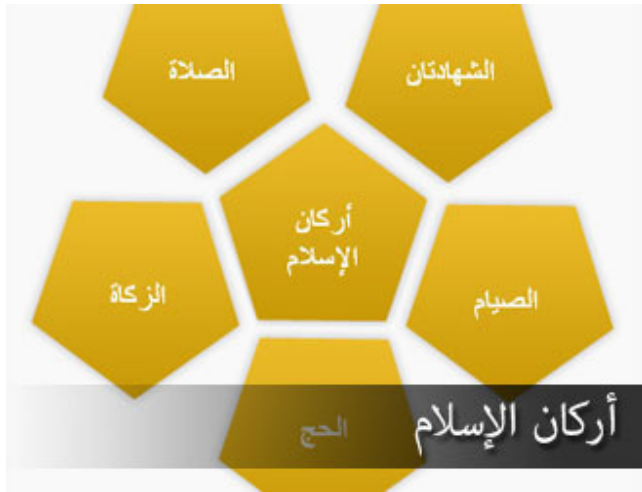 الشهادتان
الصلاة
أركان
الإسلام
الصيام
الزكاة
الحج
أركان الإسلام